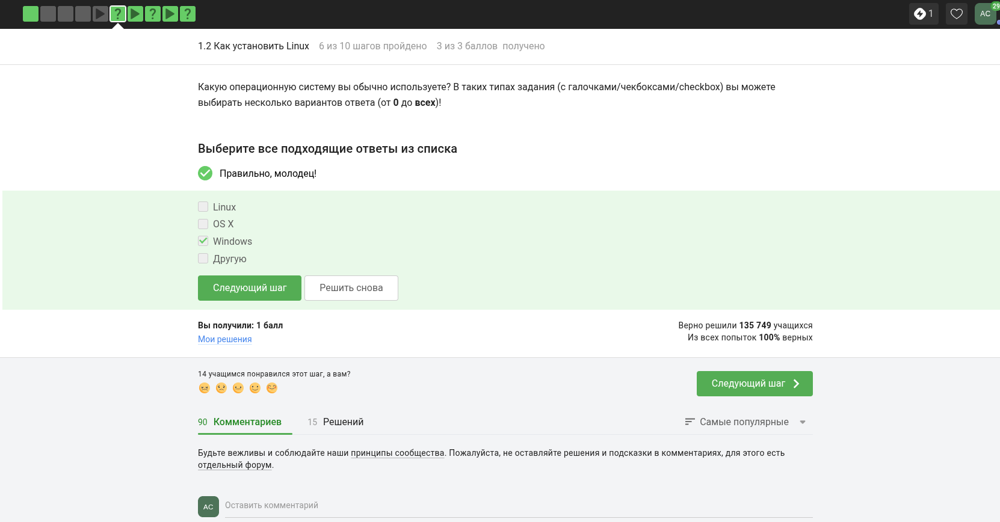 ? ? ?
1
AC
29
1.2 Как установить Linux 6 из 10 шагов пройдено 3 из 3 баллов получено
Какую операционную систему вы обычно используете? В таких типах задания (с галочками/чекбоксами/checkbox) вы можете
выбирать несколько вариантов ответа (от 0 до всех)!
Выберите все подходящие ответы из списка
Правильно, молодец!
Linux
OS X
Windows
Другую
Следующий шаг Решить снова
Вы получили: 1 балл
Мои решения
Верно решили 135 749 учащихся
Из всех попыток 100% верных
14 учащимся понравился этот шаг, а вам?
Следующий шаг
90 Комментариев 15 Решений Самые популярные
Будьте вежливы и соблюдайте наши принципы сообщества. Пожалуйста, не оставляйте решения и подсказки в комментариях, для этого есть
отдельный форум.
AC Оставить комментарий